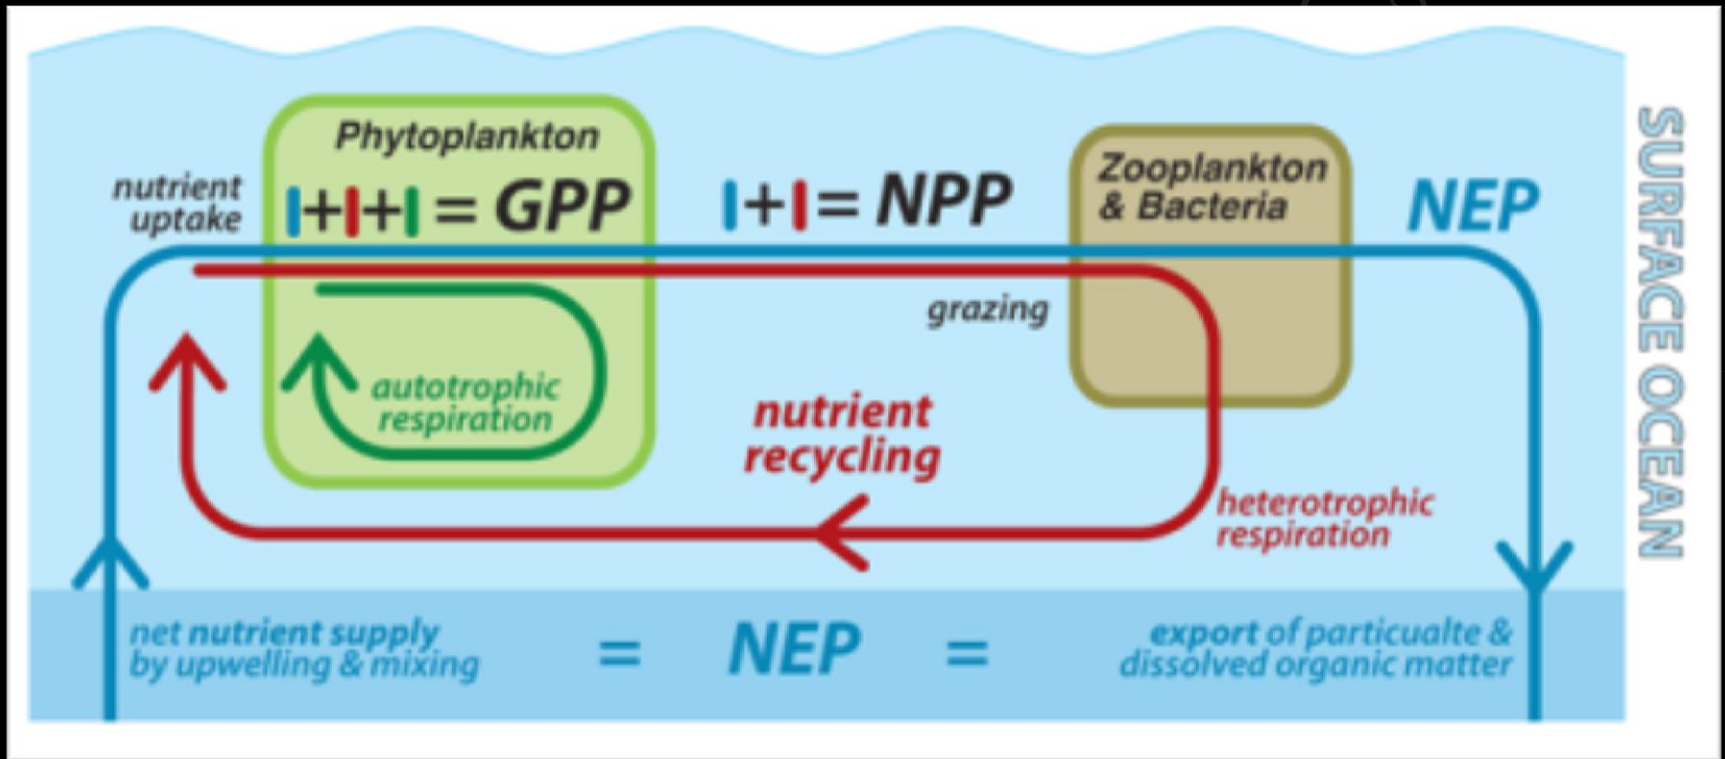 Phytoplankton
nutrient
uptake
I+I+I = GPP
I+I= NPP
Zooplankton
& Bacteria
NEP
grazing
autotrophic
respiration
nutrient
recycling
heterotrophic
respiration
net nutrient supply
by upwelling & mixing
= NEP =
export of particualte &
dissolved organic matter
SURFACE OCEAN